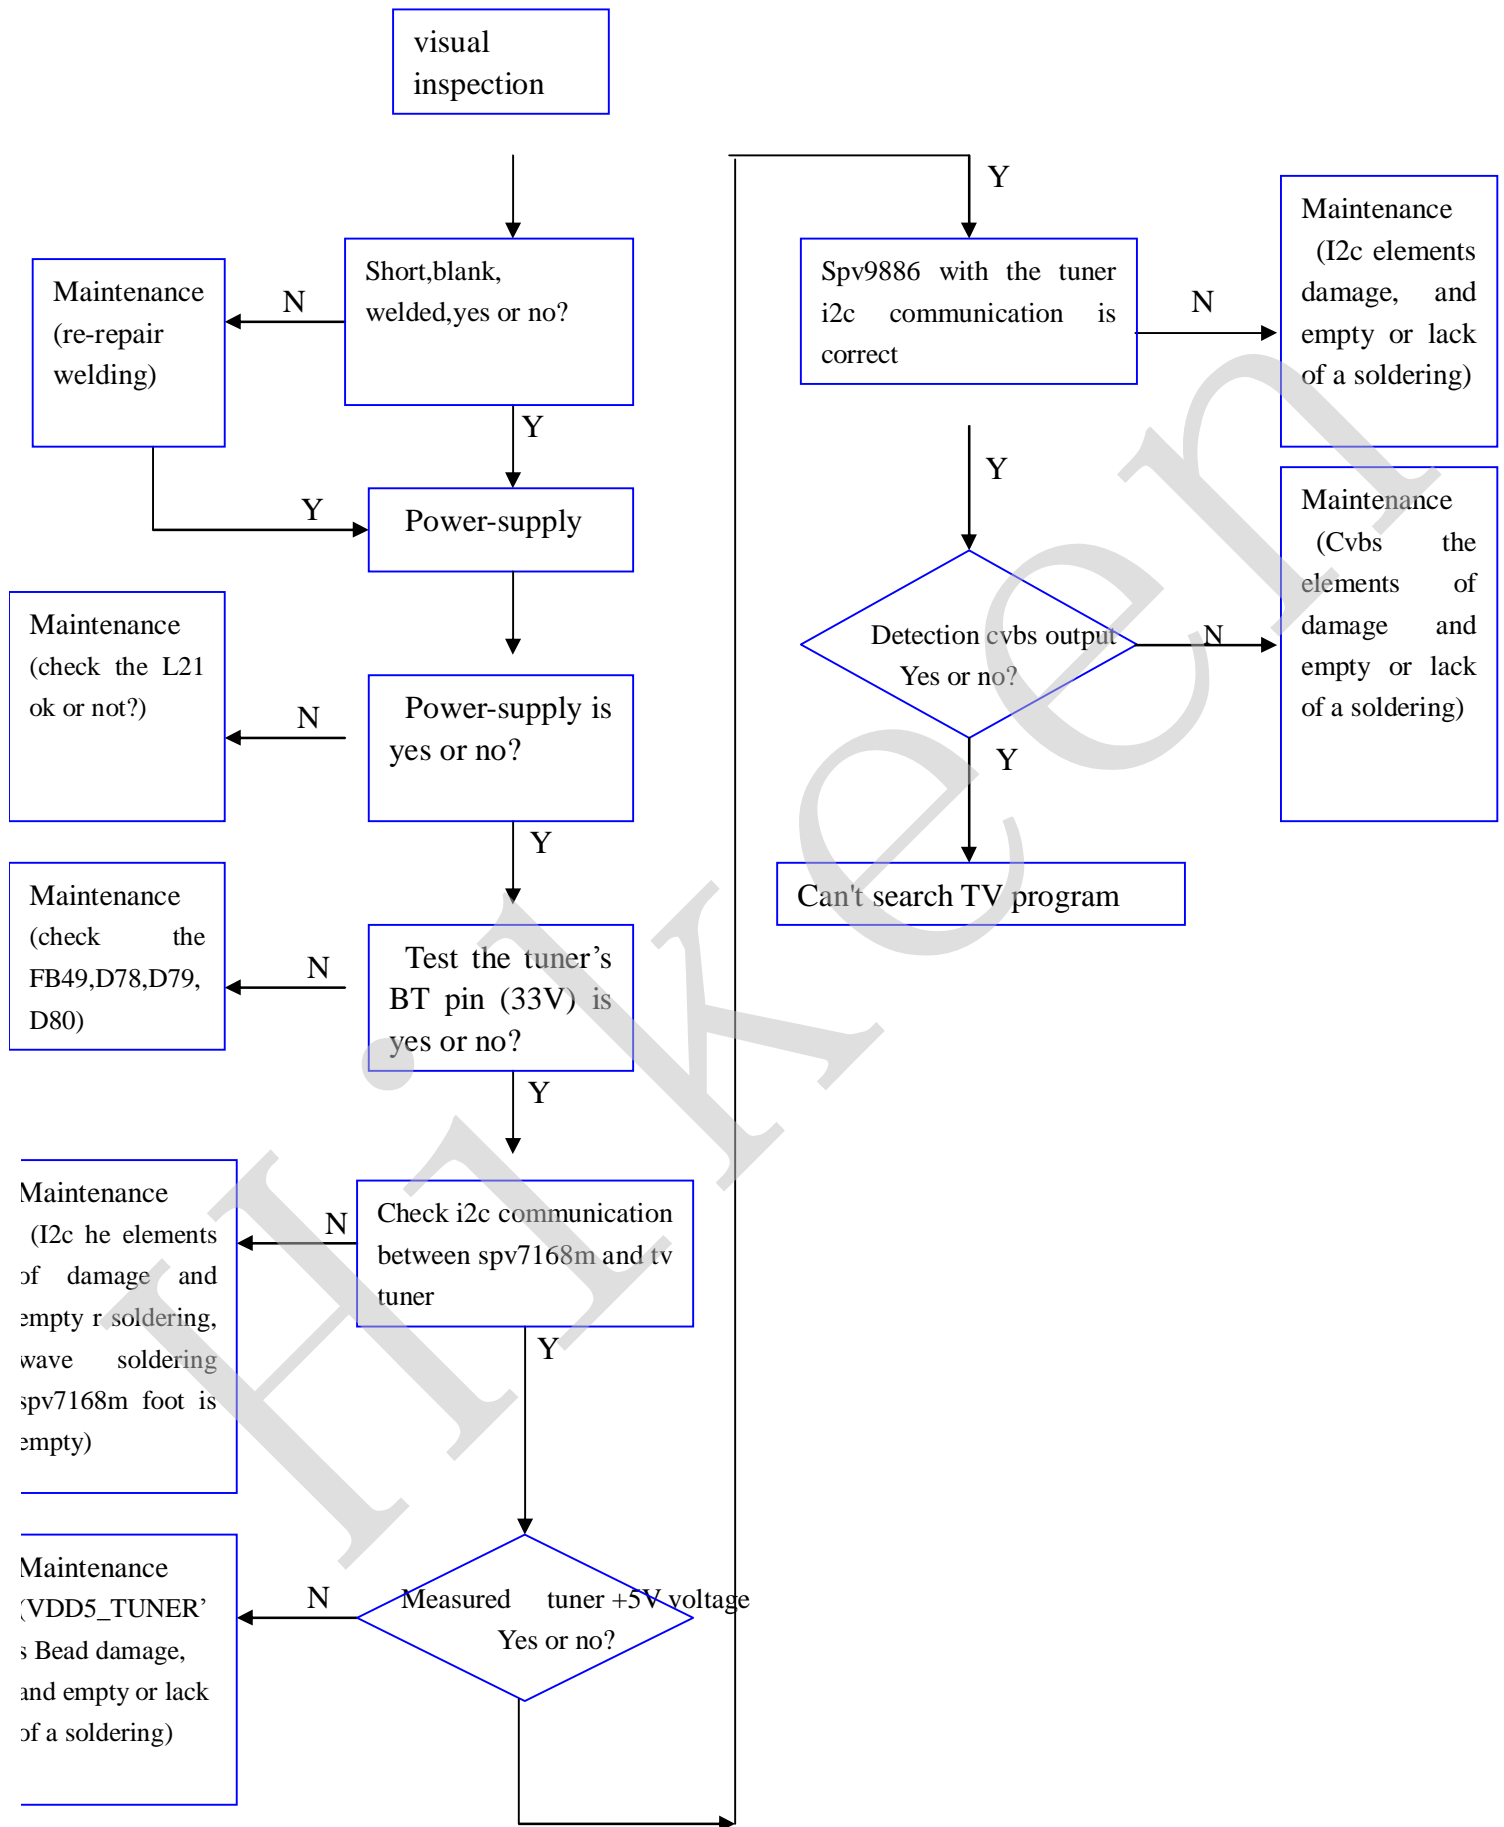 visual
inspection
Short,blank,
welded,yes or no?
N
Maintenance
(re-repair
welding)
Y
Y
Power-supply
Maintenance
(check the L21
ok or not?)
N
Power-supply is
yes or no?
Y
Maintenance
(check the
FB49,D78,D79,
D80)
N
Test the tuner's
BT pin (33V) is
yes or no?
Y
Maintenance
(I2c he elements
of damage and
empty r soldering,
wave soldering
spv7168m foot is
empty)
N
Check i2c communication
between spv7168m and tv
tuner
Y
Maintenance
(VDD5_TUNER'
s Bead damage,
and empty or lack
of a soldering)
N
Measured tuner +5V voltage
Yes or no?
Y
Spv9886 with the tuner
i2c communication is
correct
N
Maintenance
(I2c elements
damage, and
empty or lack
of a soldering)
Y
Detection cvbs output
Yes or no?
N
Maintenance
(Cvbs the
elements of
damage and
empty or lack
of a soldering)
Y
Can't search TV program
Hikeen